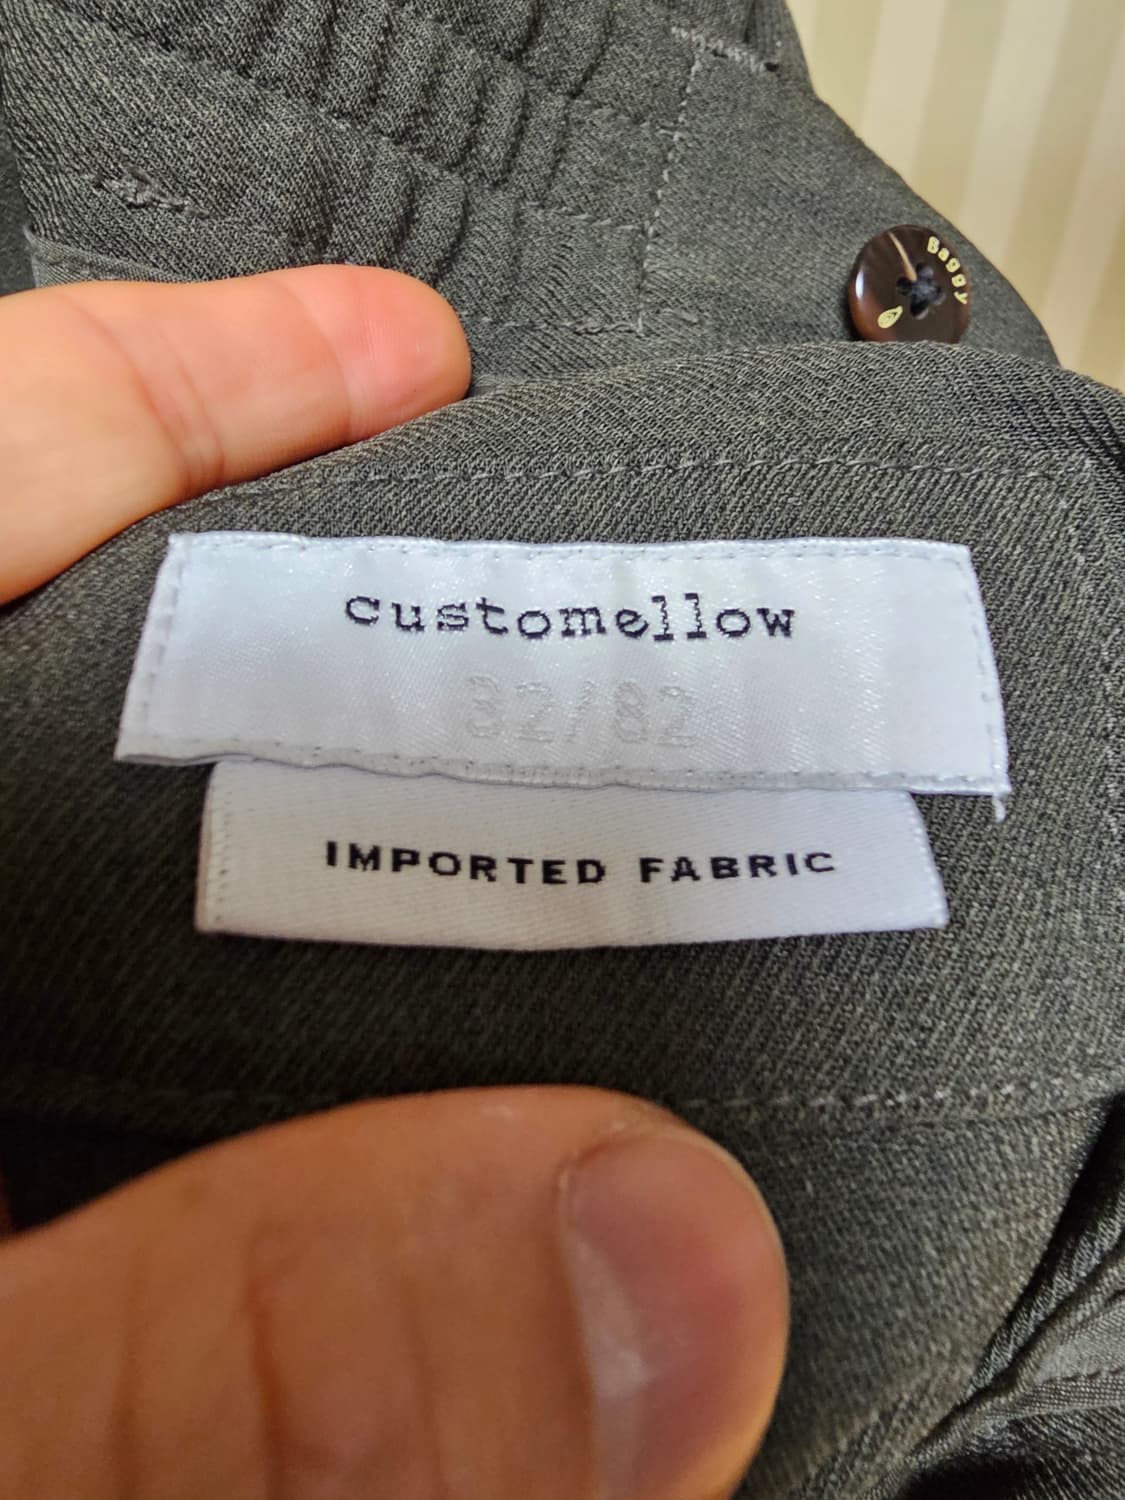 Baggy
customellow
32/82
IMPORTED FABRIC